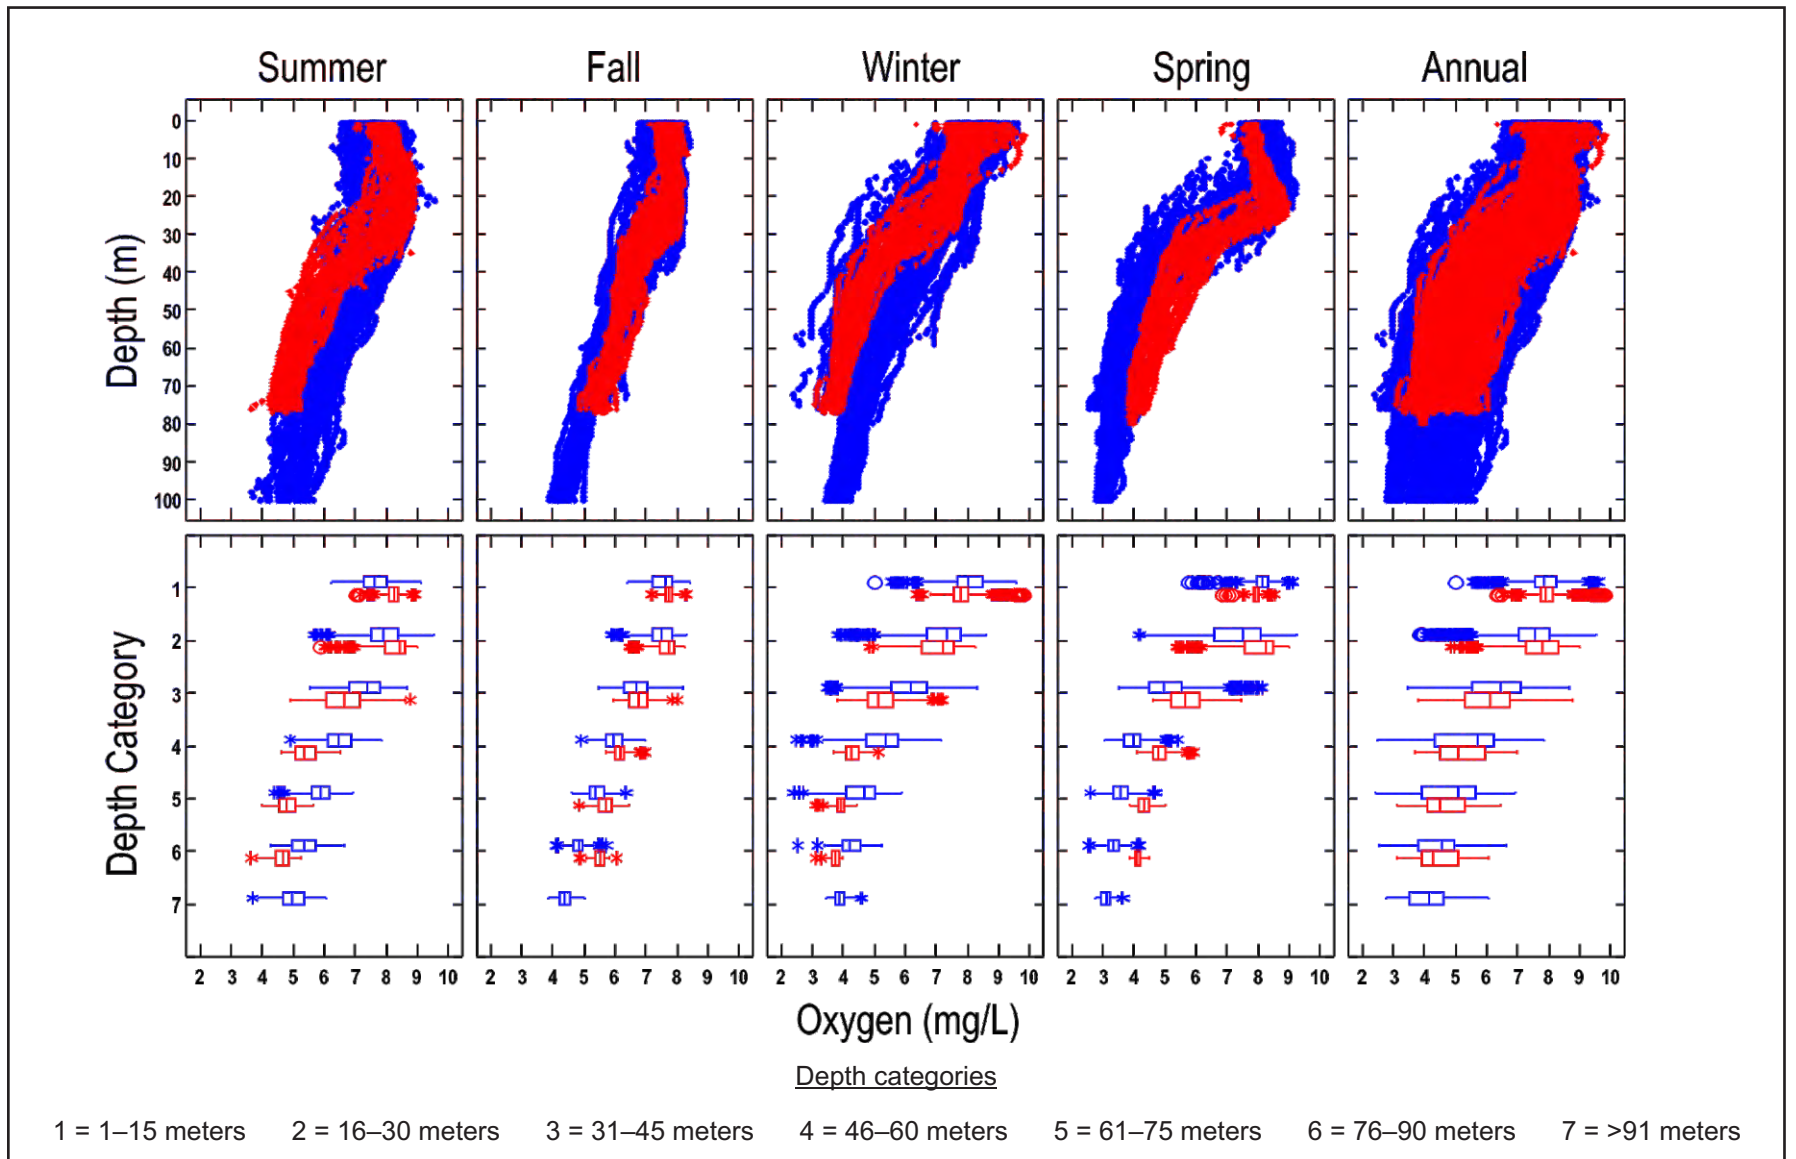 Summer Fall Winter Spring Annual
Depth (m)
0
10
20
30
40
50
60
70
80
90
100
Depth Category
1
2
3
4
5
6
7
2 3 4 5 6 7 8 9 10 2 3 4 5 6 7 8 9 10 2 3 4 5 6 7 8 9 10 2 3 4 5 6 7 8 9 10 2 3 4 5 6 7 8 9 10
Oxygen (mg/L)
Depth categories
1 = 1–15 meters 2 = 16–30 meters 3 = 31–45 meters 4 = 46–60 meters 5 = 61–75 meters 6 = 76–90 meters 7 = >91 meters